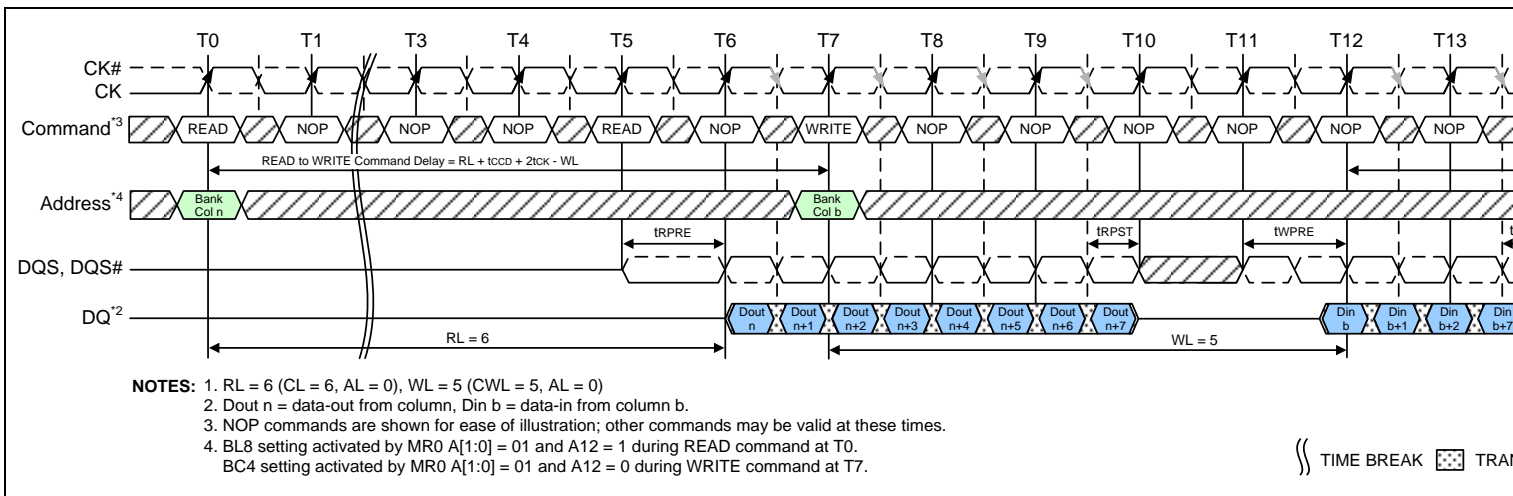 T0 T1 T3 T4 T5 T6 T7 T8 T9 T10 T11 T12 T13
CK#
CK
Command*3 READ NOP NOP NOP READ NOP WRITE NOP NOP NOP NOP NOP NOP
READ to WRITE Command Delay = RL + tCCD + 2tCK - WL
Address*4 Bank Col n Bank Col b
tRPRE tRPST tWPRE t
DQS, DQS#
DQ*2 Dout n Dout n+1 Dout n+2 Dout n+3 Dout n+4 Dout n+5 Dout n+6 Dout n+7 Din b Din b+1 Din b+2 Din b+7
RL = 6 WL = 5
NOTES: 1. RL = 6 (CL = 6, AL = 0), WL = 5 (CWL = 5, AL = 0)
2. Dout n = data-out from column, Din b = data-in from column b.
3. NOP commands are shown for ease of illustration; other commands may be valid at these times.
4. BL8 setting activated by MR0 A[1:0] = 01 and A12 = 1 during READ command at T0.
BC4 setting activated by MR0 A[1:0] = 01 and A12 = 0 during WRITE command at T7.
TIME BREAK TRAN